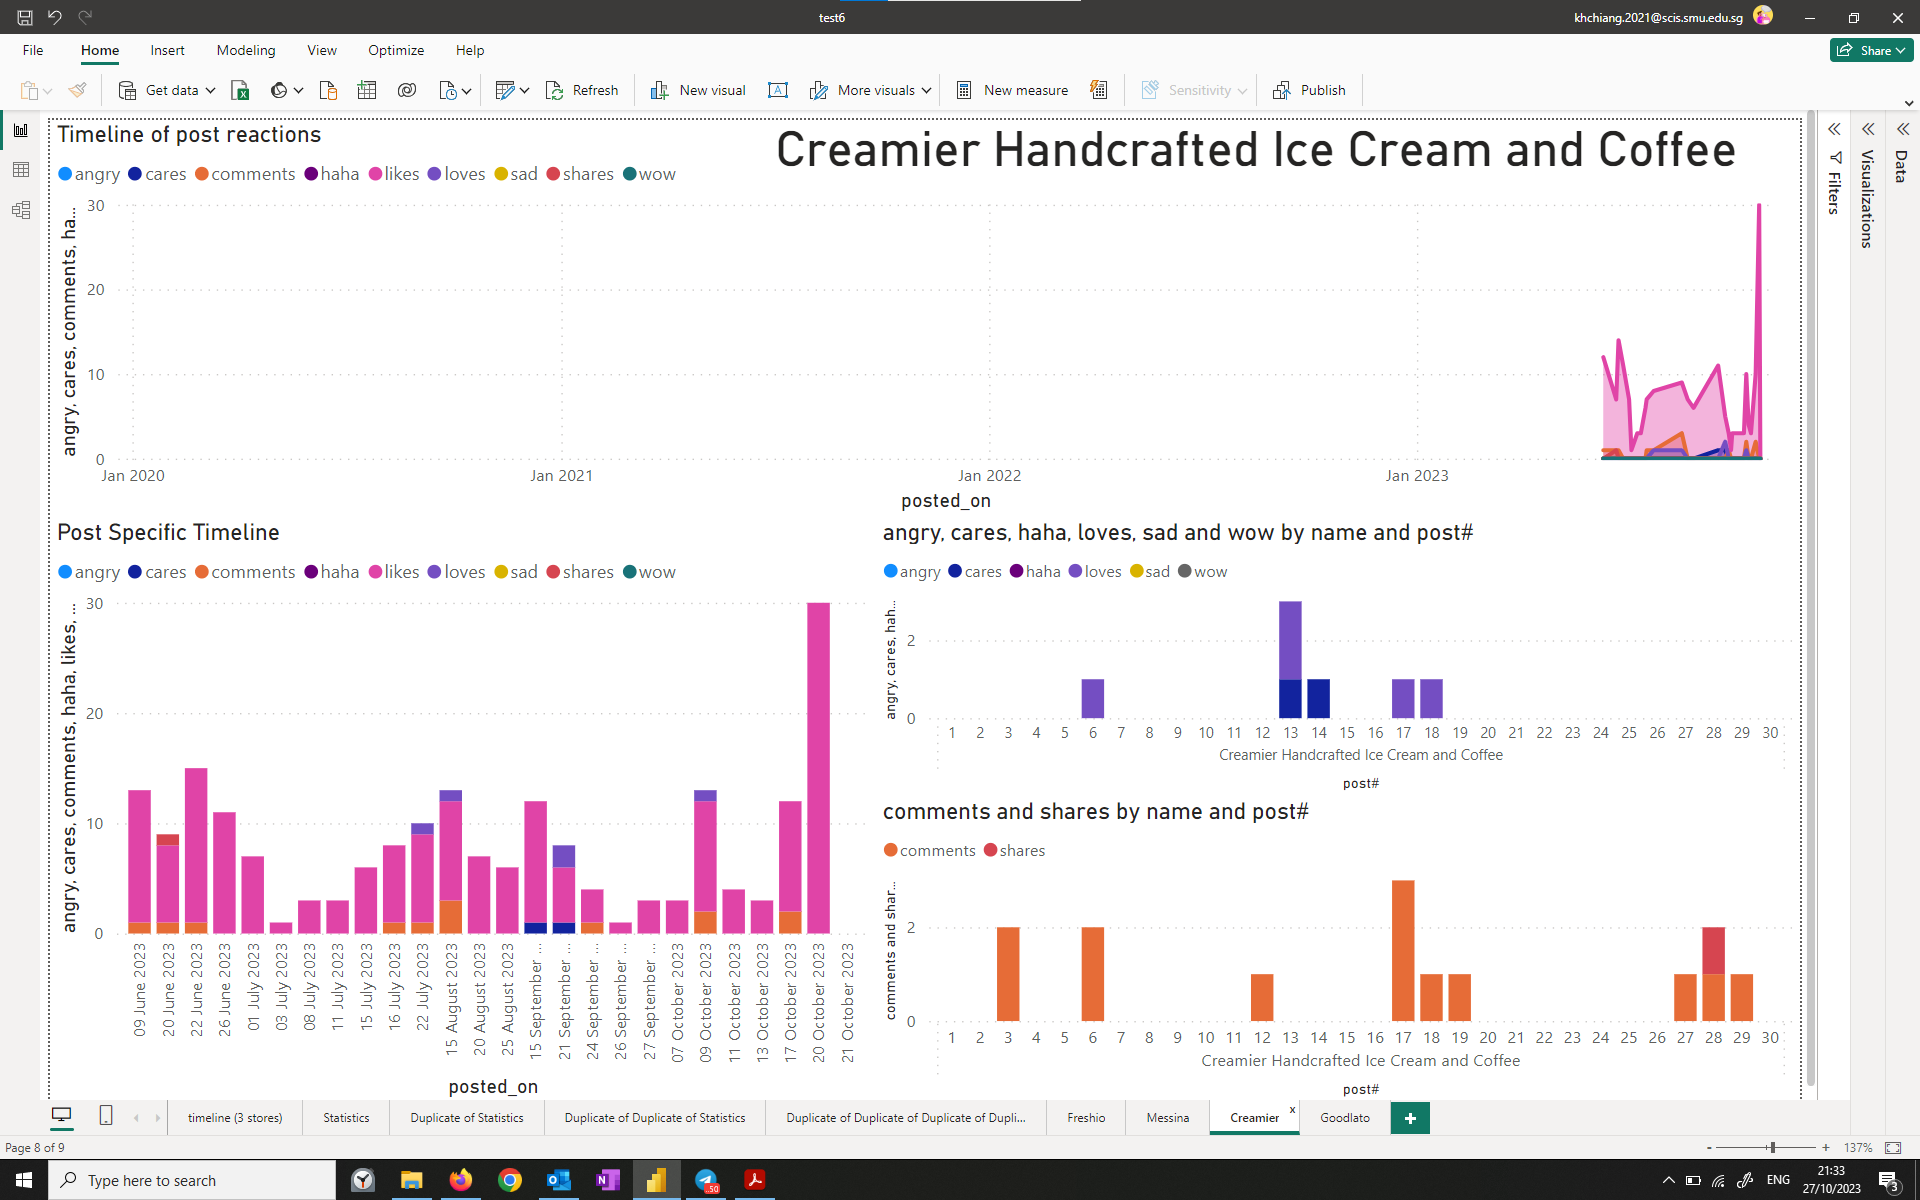 test6
khchiang.2021@scis.smu.edu.sg
File Home Insert Modeling View Optimize Help
Share
Get data
Refresh
New visual
More visuals
New measure
Sensitivity
Publish
Timeline of post reactions
Creamier Handcrafted Ice Cream and Coffee
angry cares comments haha likes loves sad shares wow
angry, cares, comments, ha...
30
20
10
0
Jan 2020 Jan 2021 Jan 2022 Jan 2023
posted_on
Post Specific Timeline
angry cares comments haha likes loves sad shares wow
angry, cares, comments, haha, likes, ...
30
20
10
0
09 June 2023
20 June 2023
22 June 2023
26 June 2023
01 July 2023
03 July 2023
08 July 2023
11 July 2023
15 July 2023
16 July 2023
22 July 2023
15 August 2023
20 August 2023
25 August 2023
15 September ...
21 September ...
24 September ...
26 September ...
27 September ...
07 October 2023
09 October 2023
11 October 2023
13 October 2023
17 October 2023
20 October 2023
21 October 2023
posted_on
angry, cares, haha, loves, sad and wow by name and post#
angry cares haha loves sad wow
angry, cares, hah...
2
0
1 2 3 4 5 6 7 8 9 10 11 12 13 14 15 16 17 18 19 20 21 22 23 24 25 26 27 28 29 30
Creamier Handcrafted Ice Cream and Coffee
post#
comments and shares by name and post#
comments shares
comments and shar...
2
0
1 2 3 4 5 6 7 8 9 10 11 12 13 14 15 16 17 18 19 20 21 22 23 24 25 26 27 28 29 30
Creamier Handcrafted Ice Cream and Coffee
post#
Filters
Visualizations
Data
timeline (3 stores) Statistics Duplicate of Statistics Duplicate of Duplicate of Statistics Duplicate of Duplicate of Duplicate of Dupli... Freshio Messina Creamier x Goodlato +
Page 8 of 9
- + 137%
Type here to search
.50
ENG
21:33
27/10/2023
3